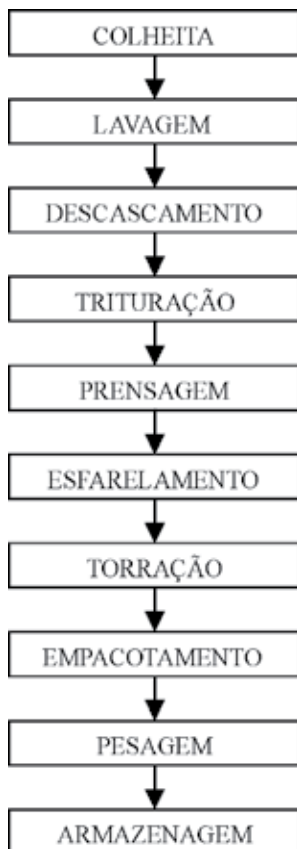 COLHEITA
LAVAGEM
DESCASCAMENTO
TRITURAÇÃO
PRENSAGEM
ESFARELAMENTO
TORRAÇÃO
EMPACOTAMENTO
PESAGEM
ARMAZENAGEM